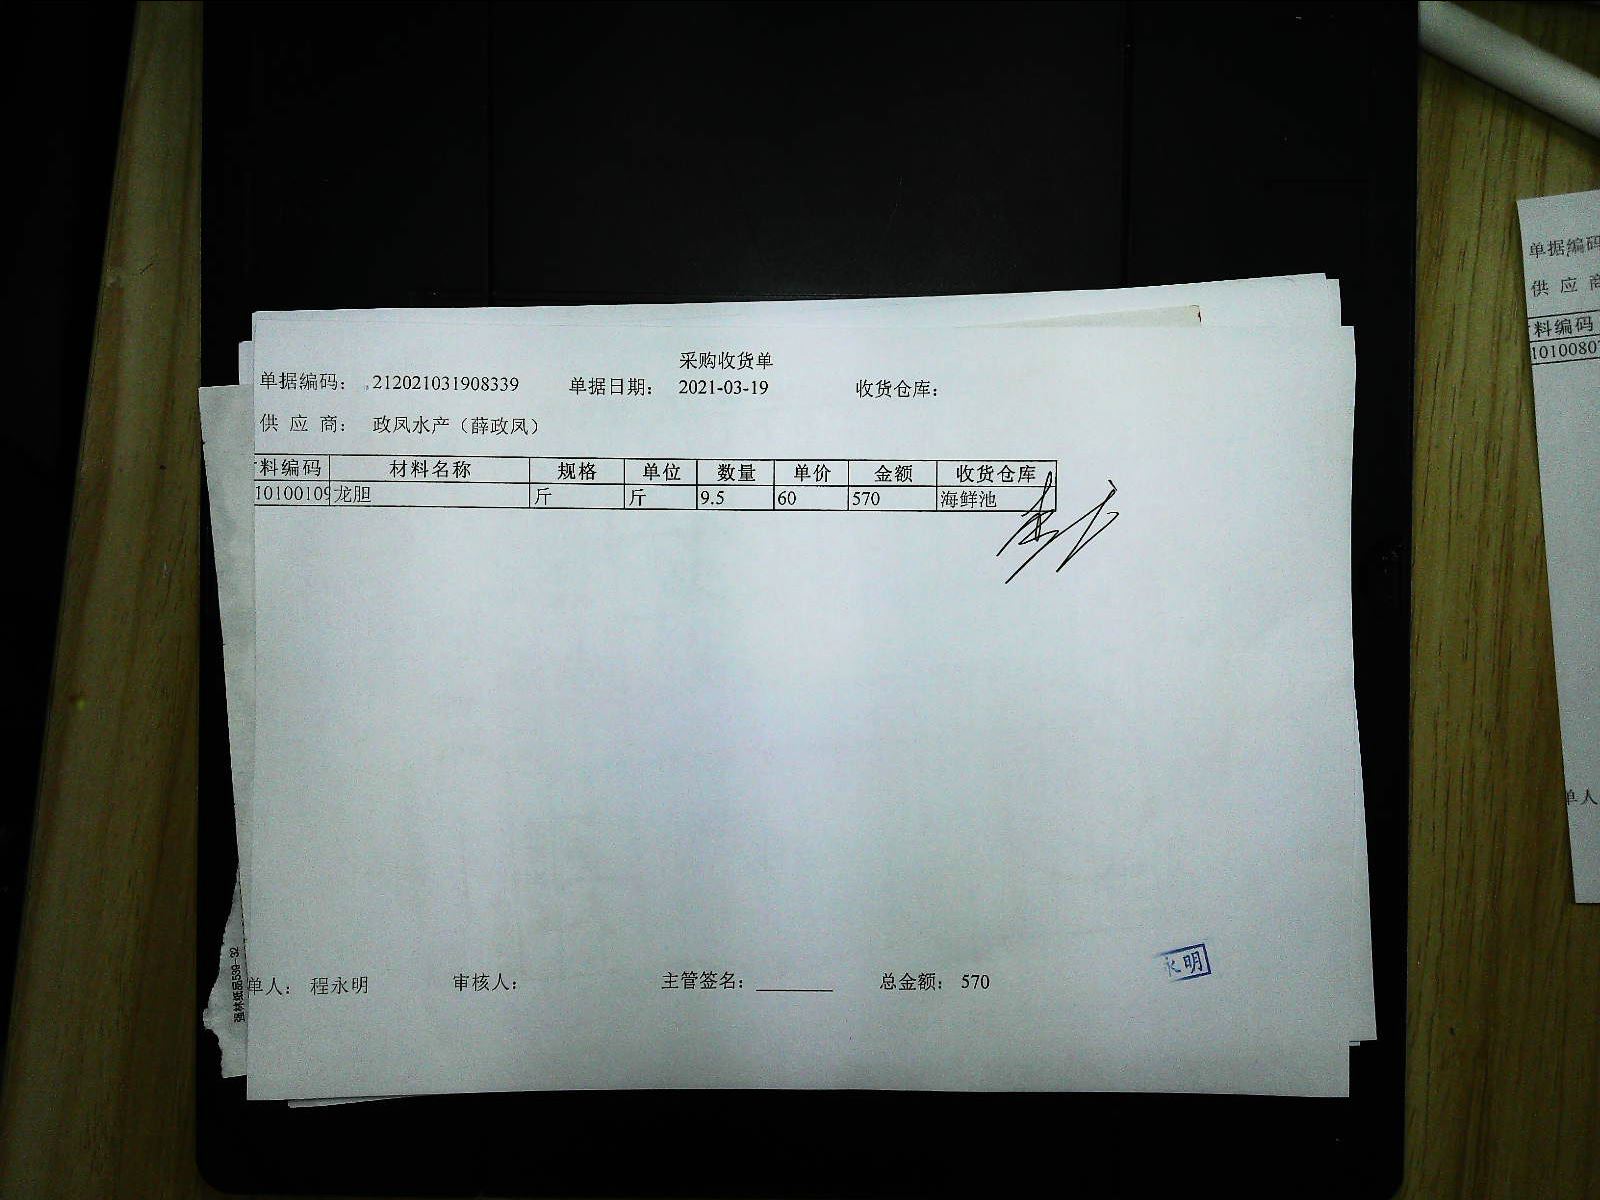 采购收货单
单据编码： 212021031908339 单据日期： 2021-03-19 收货仓库：
供 应 商： 政凤水产（薛政凤）
料编码 材料名称 规格 单位 数量 单价 金额 收货仓库
10100109 龙胆 斤 斤 9.5 60 570 海鲜池
单人： 程永明 审核人： 主管签名： 总金额： 570
永明
单据编码
供 应 商
料编码
1010080
单人